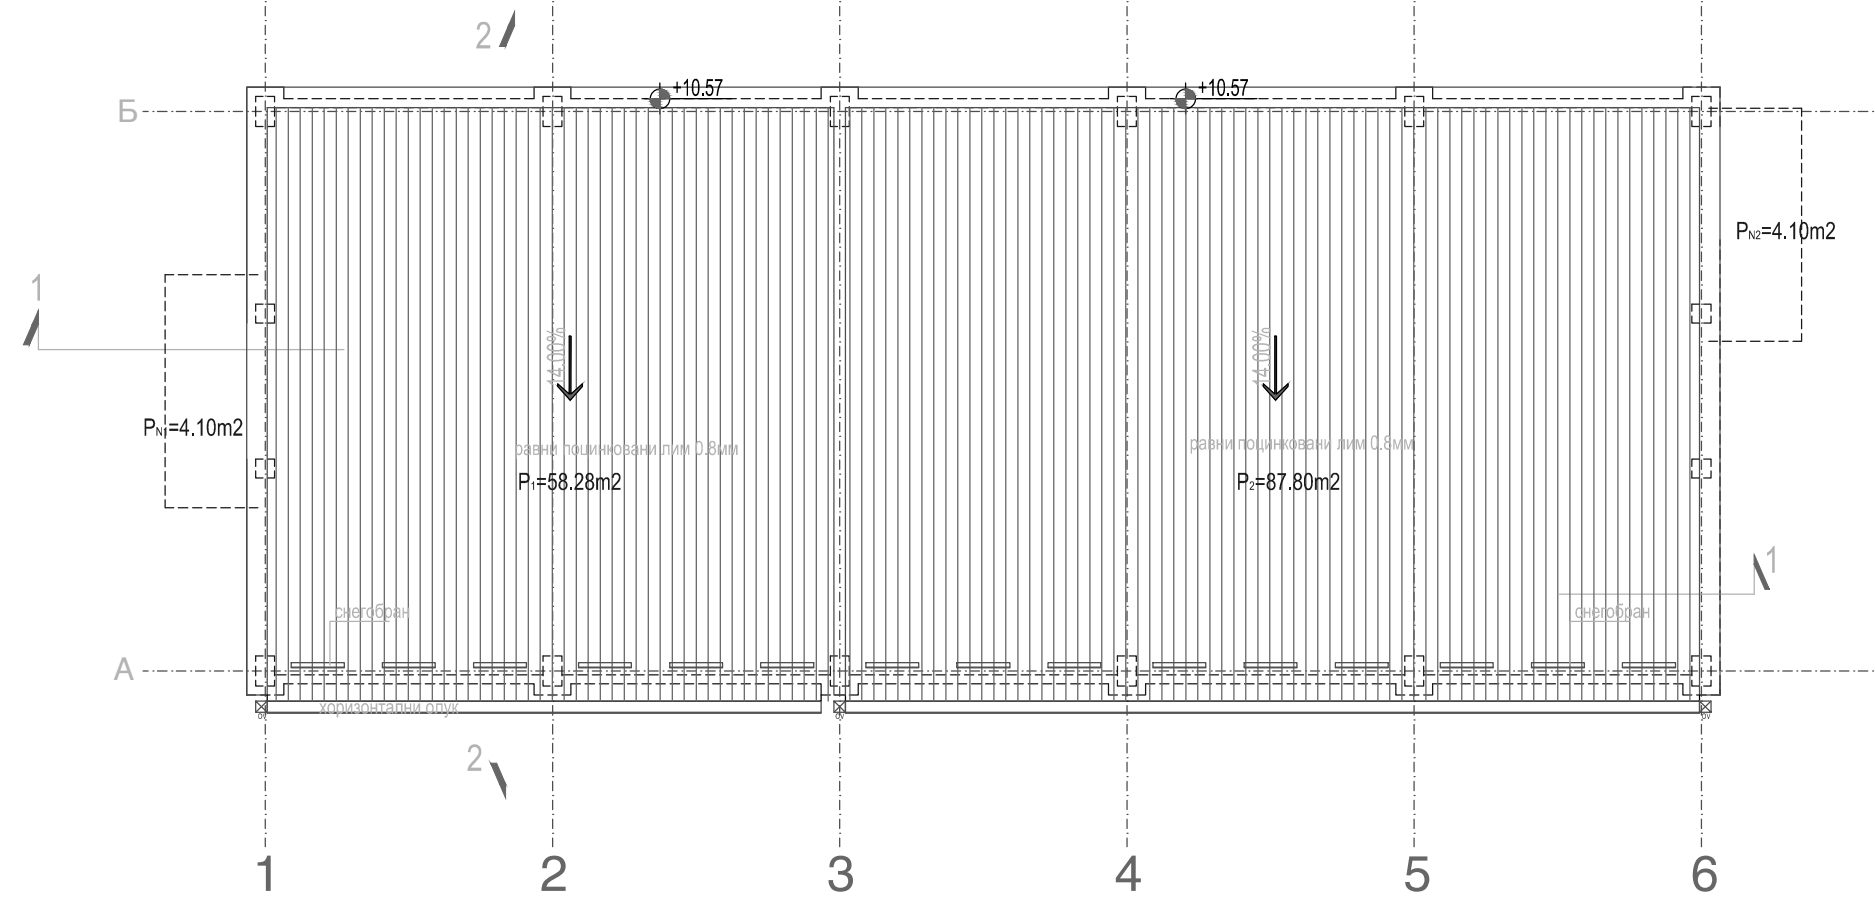 2
+10.57
+10.57
Б
PN2=4.10m2
1
14.00%
14.00%
PN1=4.10m2
равни поцинковани лим 0.8мм
равни поцинковани лим 0.8мм
P1=58.28m2
P2=87.80m2
1
снегобран
снегобран
А
хоризонтални олук
2
1
2
3
4
5
6